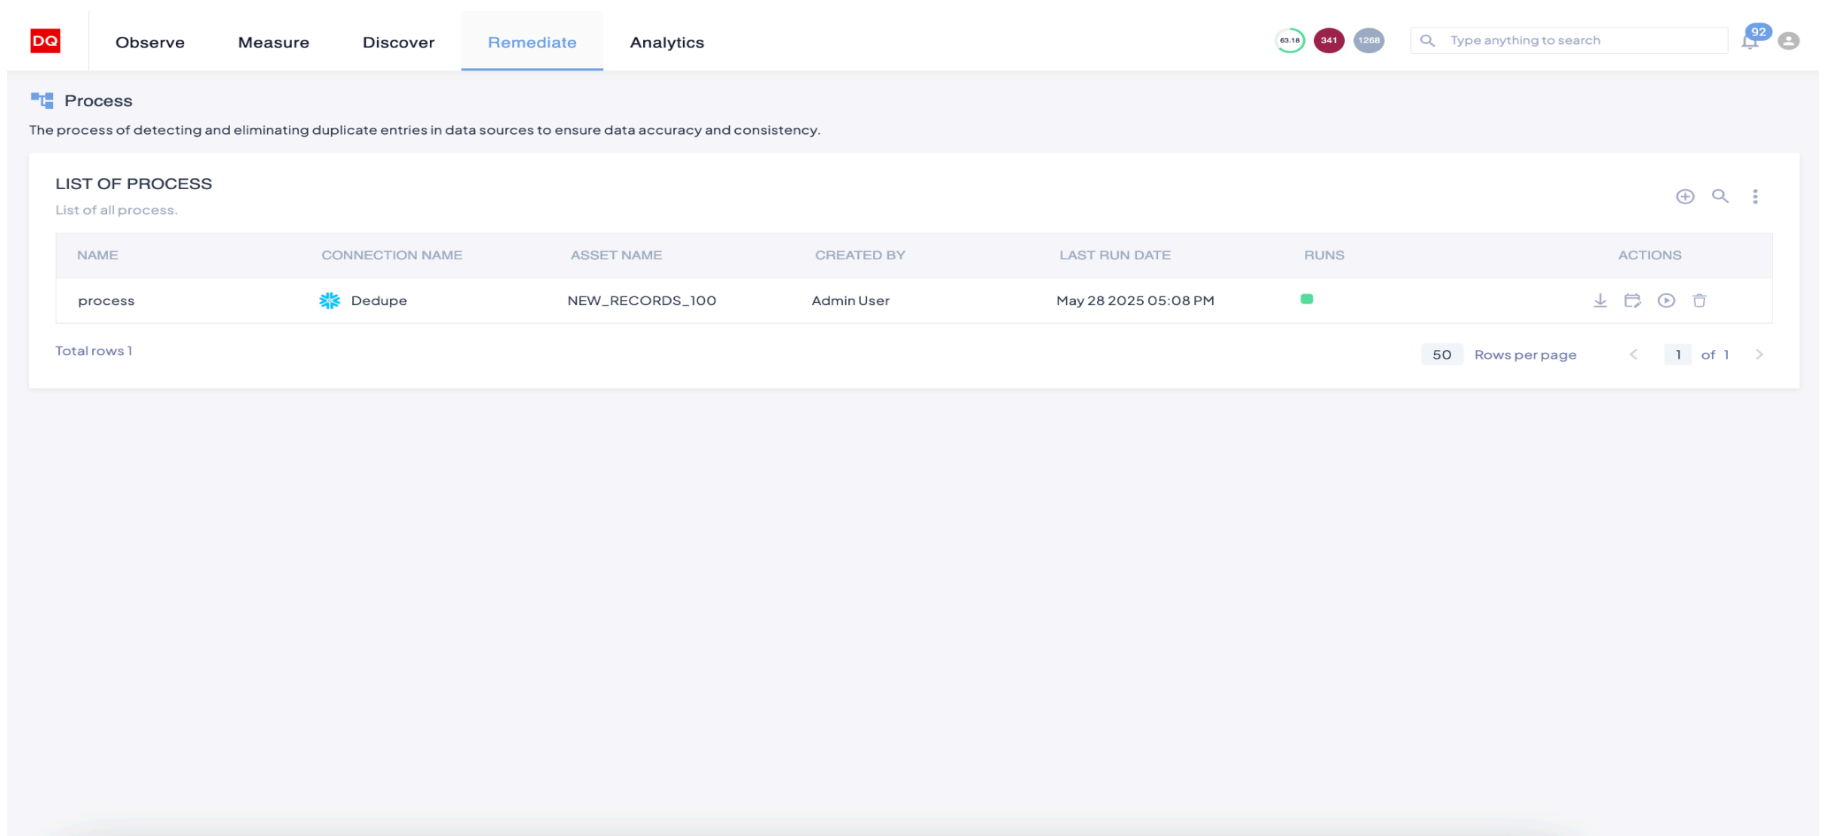 DQ Observe Measure Discover Remediate Analytics 63.18 341 1268 Type anything to search 92
Process
The process of detecting and eliminating duplicate entries in data sources to ensure data accuracy and consistency.
LIST OF PROCESS
List of all process.
NAME CONNECTION NAME ASSET NAME CREATED BY LAST RUN DATE RUNS ACTIONS
process Dedupe NEW_RECORDS_100 Admin User May 28 2025 05:08 PM
Total rows 1 50 Rows per page 1 of 1